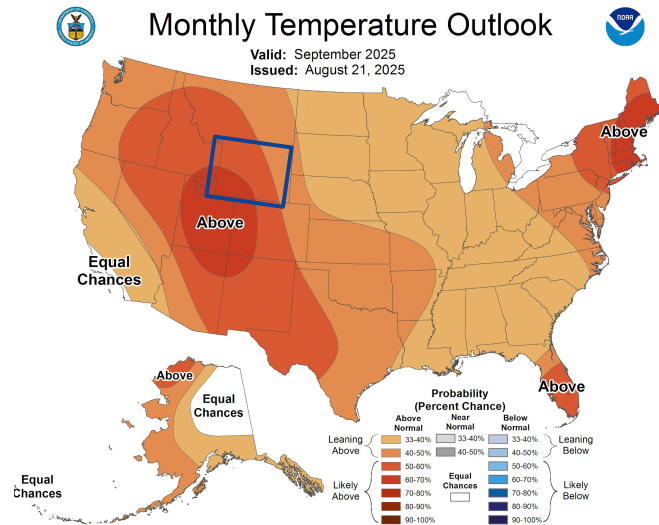 Monthly Temperature Outlook
NOAA
Valid: September 2025
Issued: August 21, 2025
Above
Above
Equal
Chances
Above
Above
Equal
Chances
Equal
Chances
Probability
(Percent Chance)
Above
Normal
Near
Normal
Below
Normal
Leaning
Above
33-40%
33-40%
33-40%
Leaning
Below
40-50%
40-50%
40-50%
Likely
Above
50-60%
Equal
Chances
50-60%
Likely
Below
60-70%
60-70%
70-80%
70-80%
80-90%
80-90%
90-100%
90-100%